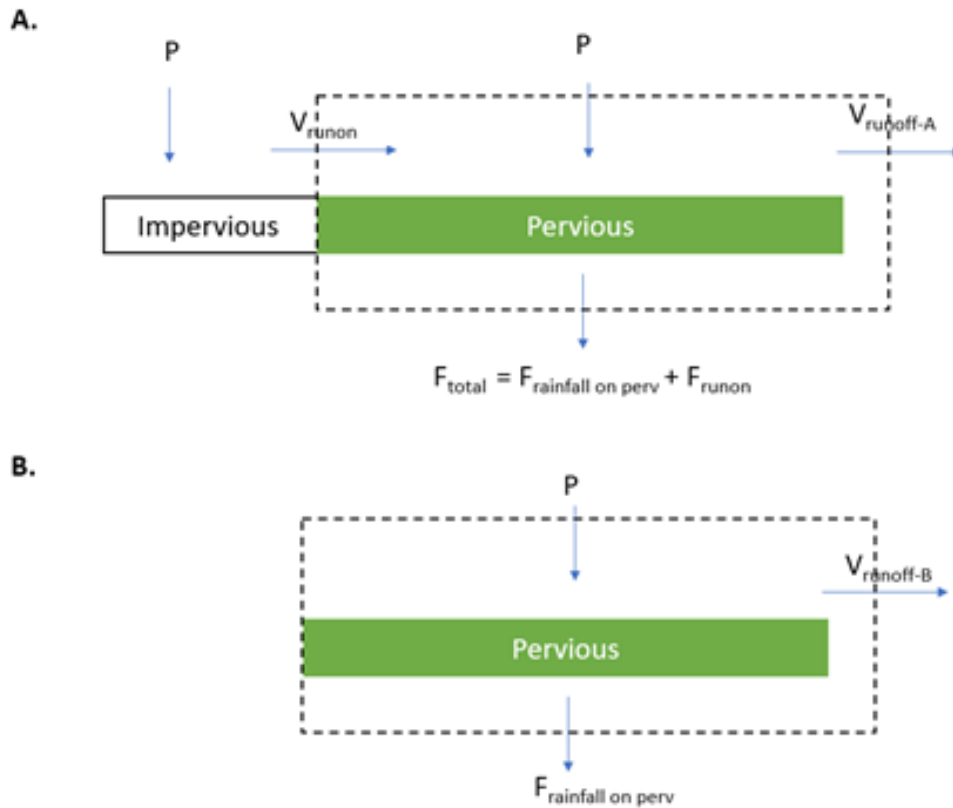 A.
P
P
V_runon
V_runoff-A
Impervious
Pervious
F_total = F_rainfall on perv + F_runon
B.
P
V_runoff-B
Pervious
F_rainfall on perv